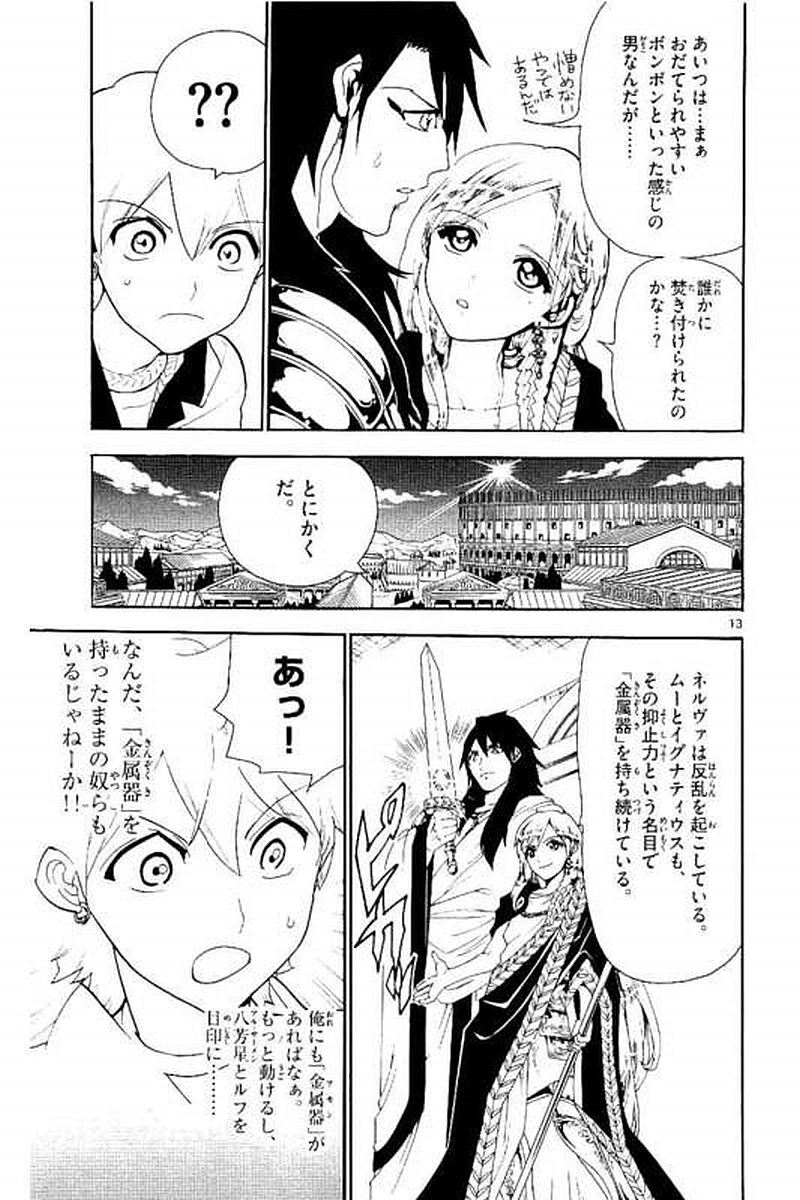 あいつは…まぁ
おだてられやすい
ボンボンといった感じの
男なんだが……
憎めない
やつでは
あるんだ
誰かに
焚き付けられたの
かな…？
？？
とにかく
だ。
13
ネルヴァは反乱を起こしている。
ムーとイグナティウスも、
その抑止力という名目で
「金属器」を持ち続けている。
ピカッ!!
あっ！
なんだ、「金属器」を
持ったままの奴らも
いるじゃねーか!!
俺にも「金属器」が
あればなぁ。
もっと動けるし、
八芳星とルフを
目印に……